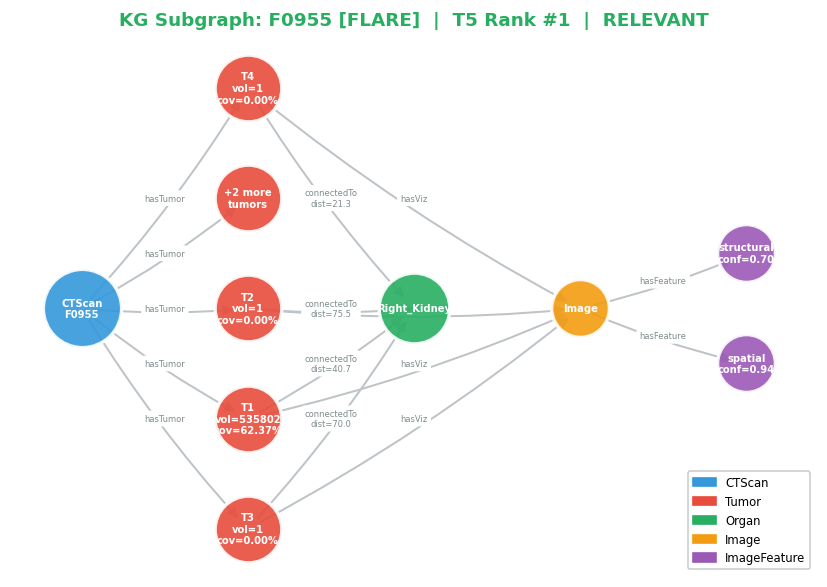 KG Subgraph: F0955 [FLARE]  |  T5 Rank #1  |  RELEVANT
T4
vol=1
cov=0.00%
+2 more
tumors
hasTumor
connectedTo
dist=21.3
hasViz
hasTumor
structural
conf=0.70
hasFeature
CTScan
F0955
hasTumor
T2
vol=1
cov=0.00%
connectedTo
dist=75.5
Right_Kidney
Image
hasFeature
spatial
conf=0.94
hasTumor
connectedTo
dist=40.7
hasViz
T1
vol=535802
cov=62.37%
hasTumor
connectedTo
dist=70.0
hasViz
T3
vol=1
cov=0.00%
CTScan
Tumor
Organ
Image
ImageFeature